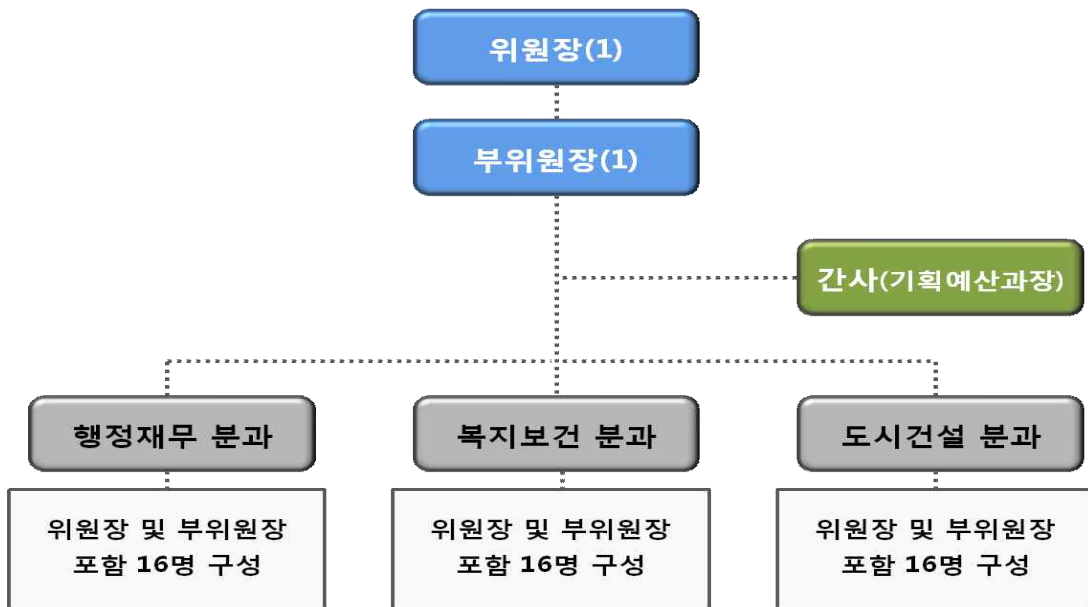 위원장(1)
부위원장(1)
간사(기획예산과장)
행정재무 분과
복지보건 분과
도시건설 분과
위원장 및 부위원장
포함 16명 구성
위원장 및 부위원장
포함 16명 구성
위원장 및 부위원장
포함 16명 구성